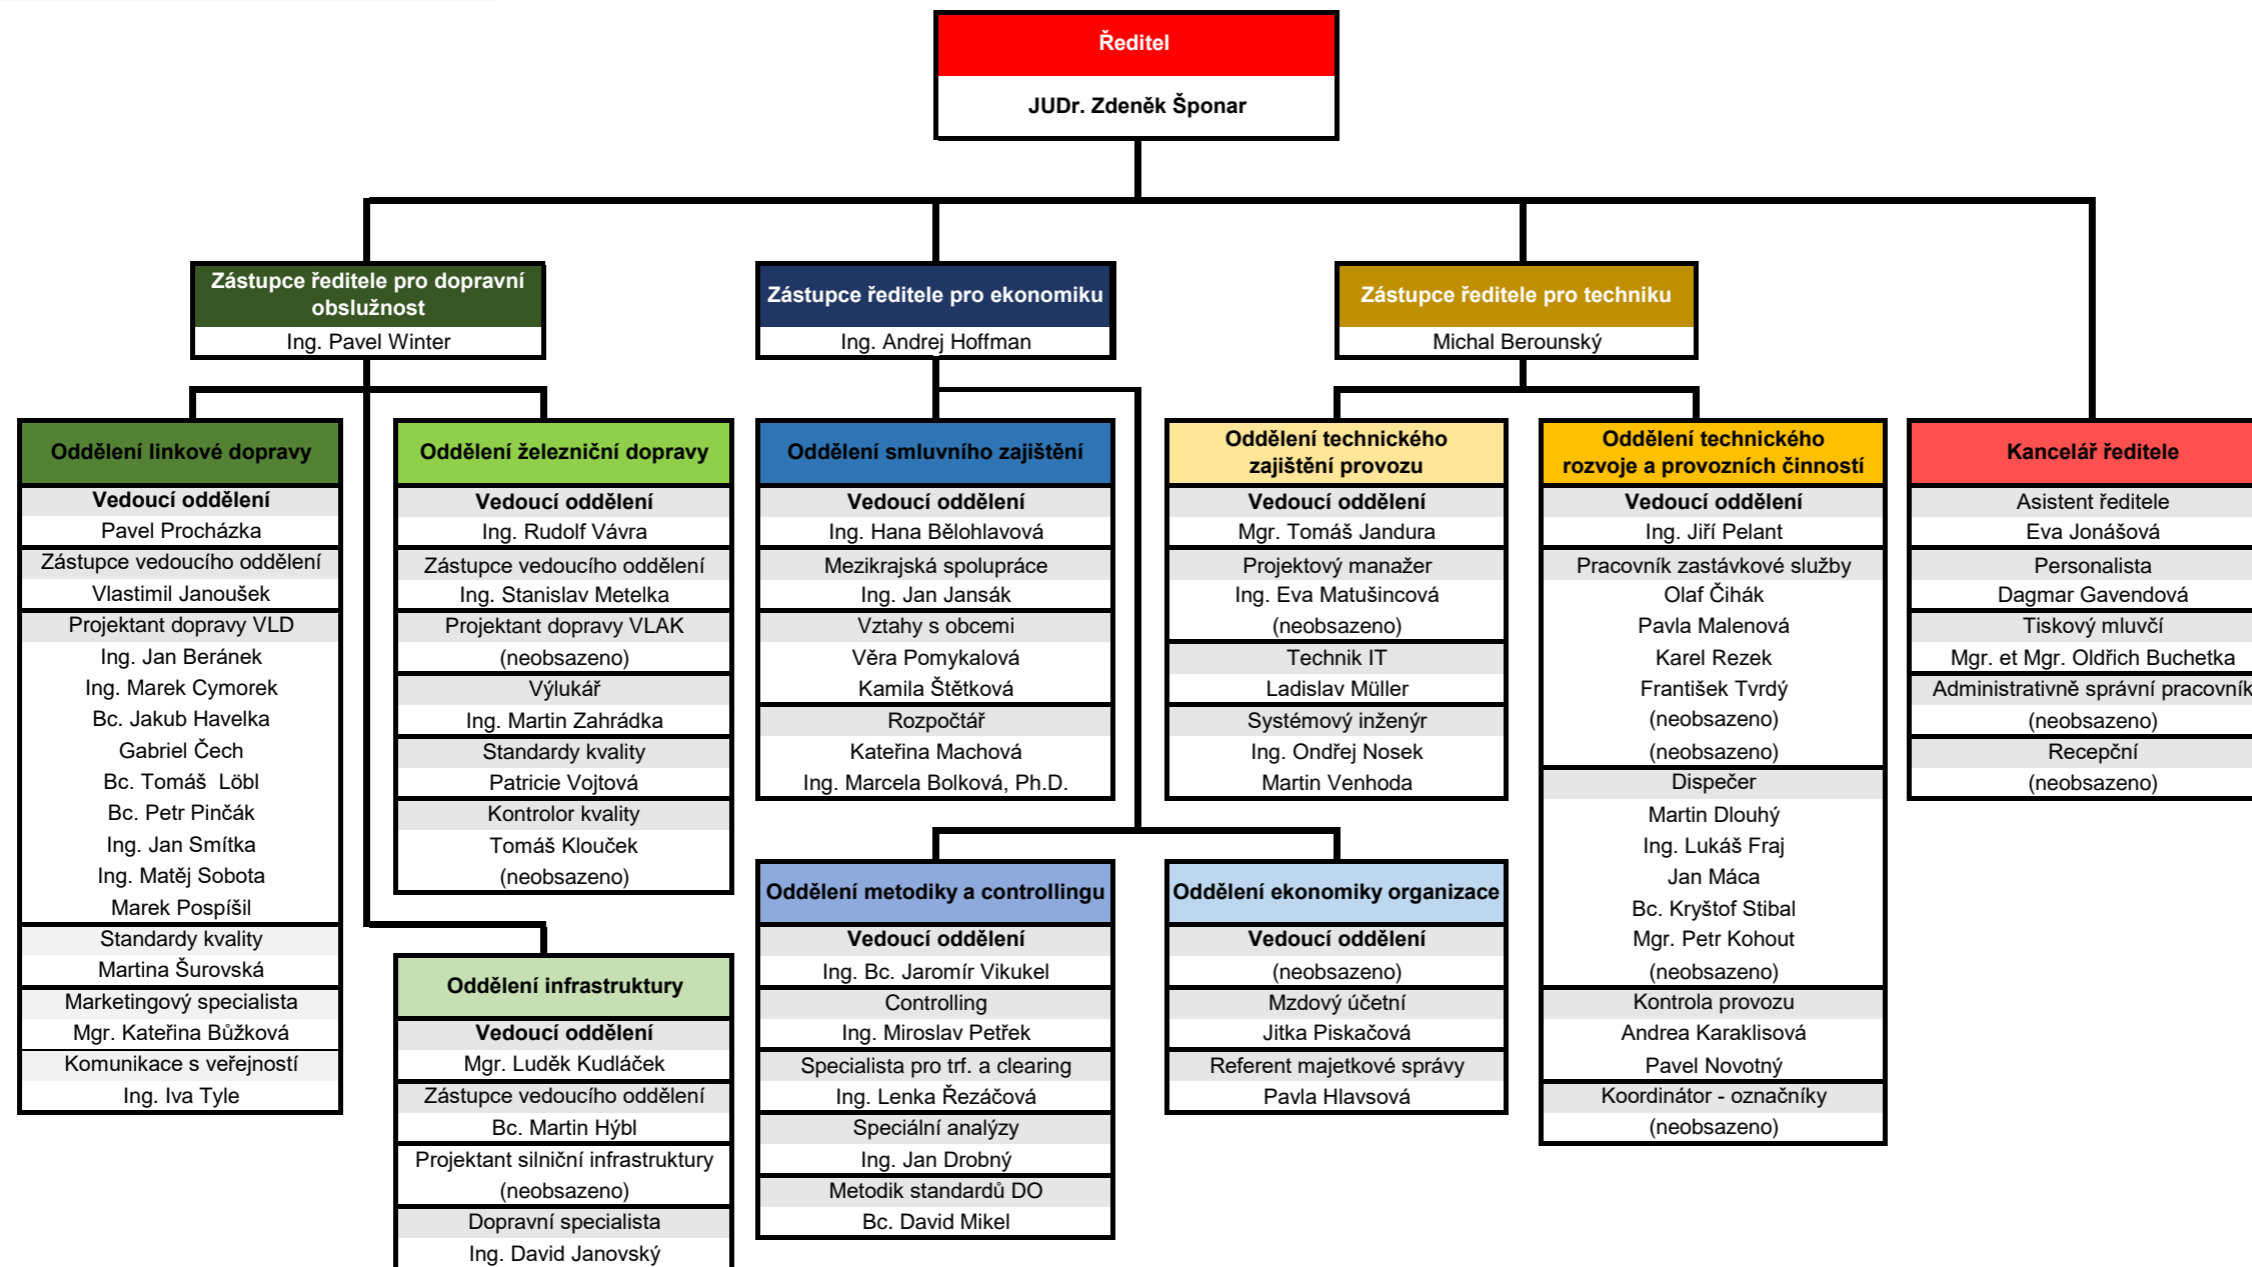 Ředitel
JUDr. Zdeněk Šponar
Zástupce ředitele pro dopravní
obslužnost
Ing. Pavel Winter
Zástupce ředitele pro ekonomiku
Ing. Andrej Hoffman
Zástupce ředitele pro techniku
Michal Berounský
Oddělení linkové dopravy
Vedoucí oddělení
Pavel Procházka
Zástupce vedoucího oddělení
Vlastimil Janoušek
Projektant dopravy VLD
Ing. Jan Beránek
Ing. Marek Cymorek
Bc. Jakub Havelka
Gabriel Čech
Bc. Tomáš  Löbl
Bc. Petr Pinčák
Ing. Jan Smítka
Ing. Matěj Sobota
Marek Pospíšil
Standardy kvality
Martina Šurovská
Marketingový specialista
Mgr. Kateřina Bůžková
Komunikace s veřejností
Ing. Iva Tyle
Oddělení železniční dopravy
Vedoucí oddělení
Ing. Rudolf Vávra
Zástupce vedoucího oddělení
Ing. Stanislav Metelka
Projektant dopravy VLAK
(neobsazeno)
Výlukář
Ing. Martin Zahrádka
Standardy kvality
Patricie Vojtová
Kontrolor kvality
Tomáš Klouček
(neobsazeno)
Oddělení infrastruktury
Vedoucí oddělení
Mgr. Luděk Kudláček
Zástupce vedoucího oddělení
Bc. Martin Hýbl
Projektant silniční infrastruktury
(neobsazeno)
Dopravní specialista
Ing. David Janovský
Oddělení smluvního zajištění
Vedoucí oddělení
Ing. Hana Bělohlavová
Mezikrajská spolupráce
Ing. Jan Jansák
Vztahy s obcemi
Věra Pomykalová
Kamila Štětková
Rozpočtář
Kateřina Machová
Ing. Marcela Bolková, Ph.D.
Oddělení metodiky a controllingu
Vedoucí oddělení
Ing. Bc. Jaromír Vikukel
Controlling
Ing. Miroslav Petřek
Specialista pro trf. a clearing
Ing. Lenka Řezáčová
Speciální analýzy
Ing. Jan Drobný
Metodik standardů DO
Bc. David Mikel
Oddělení technického
zajištění provozu
Vedoucí oddělení
Mgr. Tomáš Jandura
Projektový manažer
Ing. Eva Matušincová
(neobsazeno)
Technik IT
Ladislav Müller
Systémový inženýr
Ing. Ondřej Nosek
Martin Venhoda
Oddělení ekonomiky organizace
Vedoucí oddělení
(neobsazeno)
Mzdový účetní
Jitka Piskačová
Referent majetkové správy
Pavla Hlavsová
Oddělení technického
rozvoje a provozních činností
Vedoucí oddělení
Ing. Jiří Pelant
Pracovník zastávkové služby
Olaf Čihák
Pavla Malenová
Karel Rezek
František Tvrdý
(neobsazeno)
(neobsazeno)
Dispečer
Martin Dlouhý
Ing. Lukáš Fraj
Jan Máca
Bc. Kryštof Stibal
Mgr. Petr Kohout
(neobsazeno)
Kontrola provozu
Andrea Karaklisová
Pavel Novotný
Koordinátor - označníky
(neobsazeno)
Kancelář ředitele
Asistent ředitele
Eva Jonášová
Personalista
Dagmar Gavendová
Tiskový mluvčí
Mgr. et Mgr. Oldřich Buchetka
Administrativně správní pracovník
(neobsazeno)
Recepční
(neobsazeno)